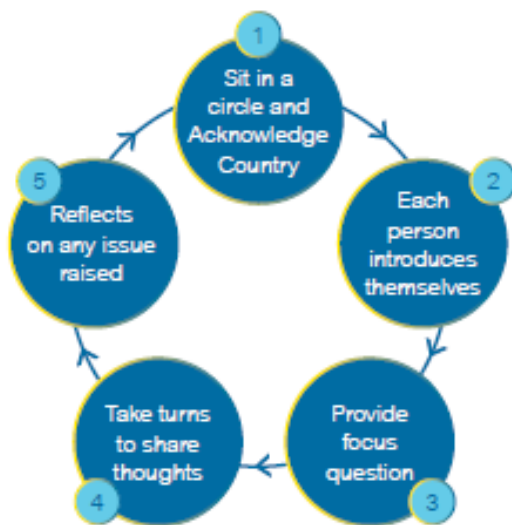 1
Sit in a
circle and
Acknowledge
Country
2
Each
person
introduces
themselves
3
Provide
focus
question
4
Take turns
to share
thoughts
5
Reflects
on any issue
raised